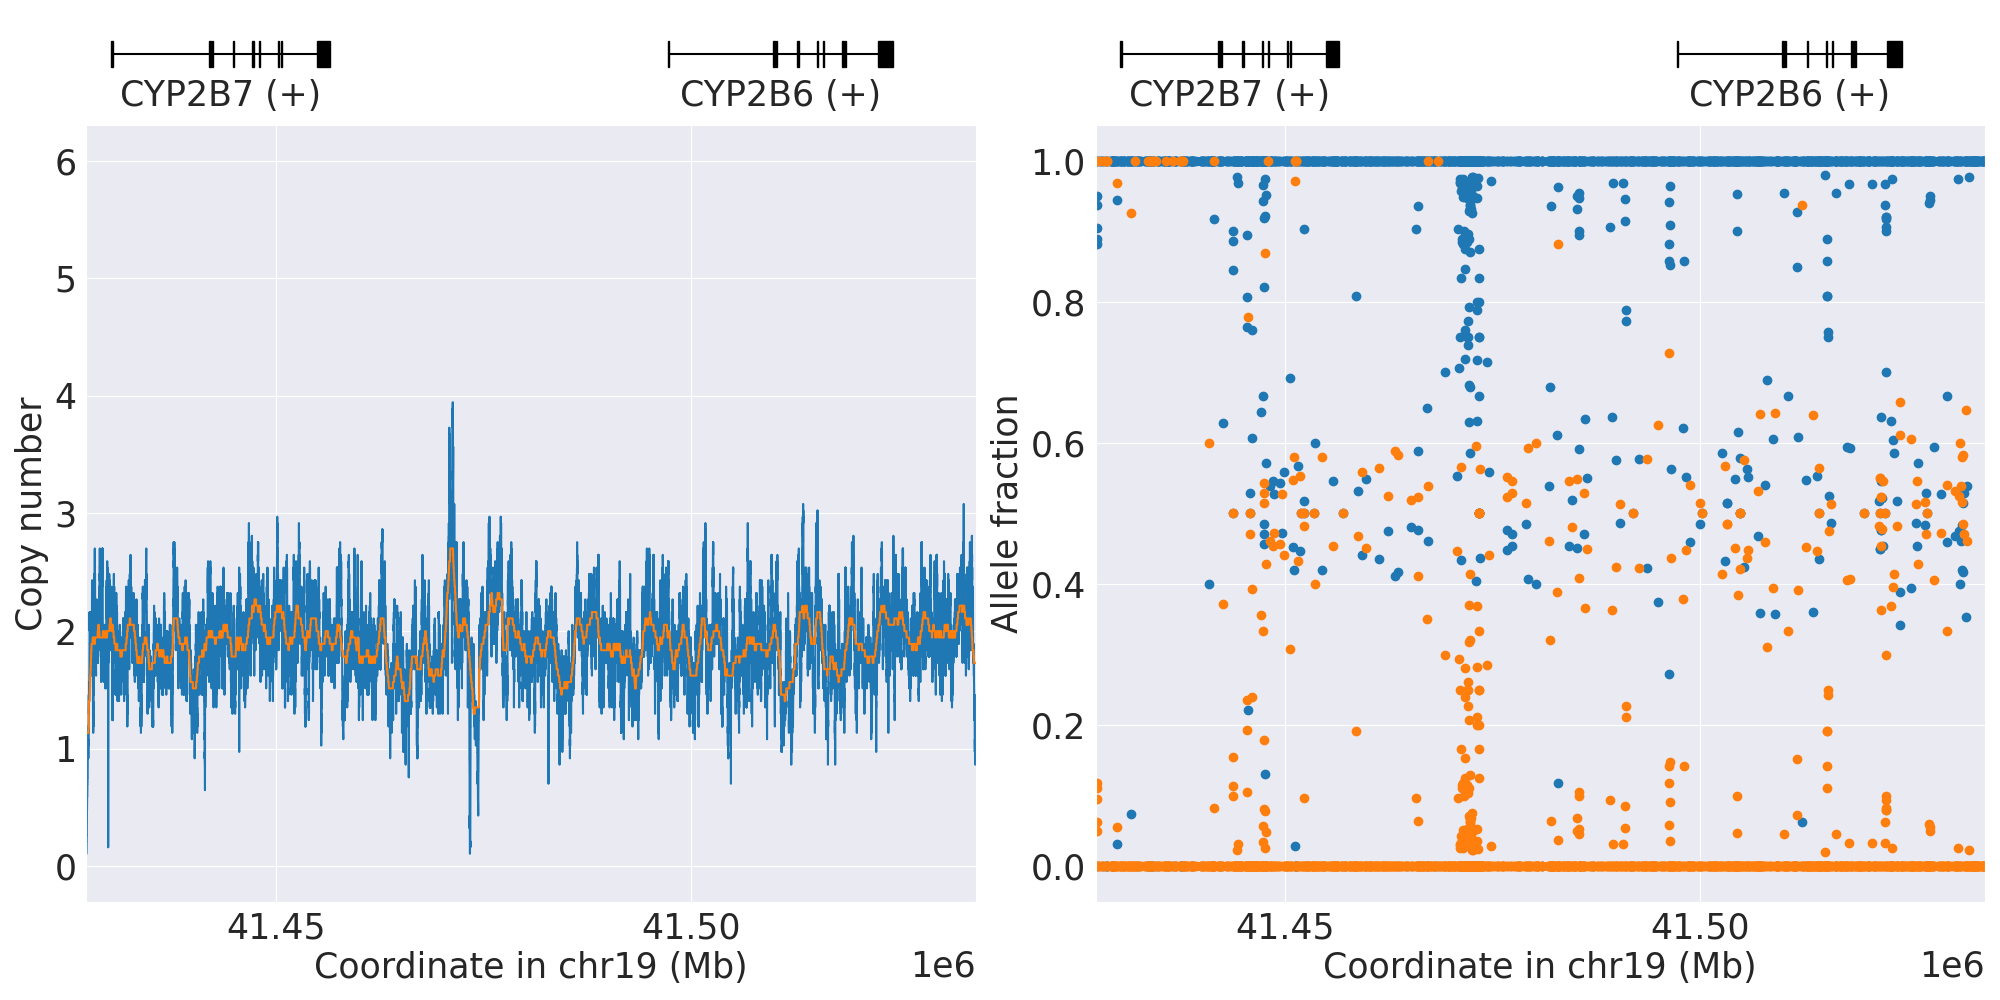 CYP2B7 (+)
CYP2B6 (+)
CYP2B7 (+)
CYP2B6 (+)
6
5
4
3
2
1
0
Copy number
41.45
41.50
Coordinate in chr19 (Mb)
1e6
1.0
0.8
0.6
0.4
0.2
0.0
Allele fraction
41.45
41.50
Coordinate in chr19 (Mb)
1e6